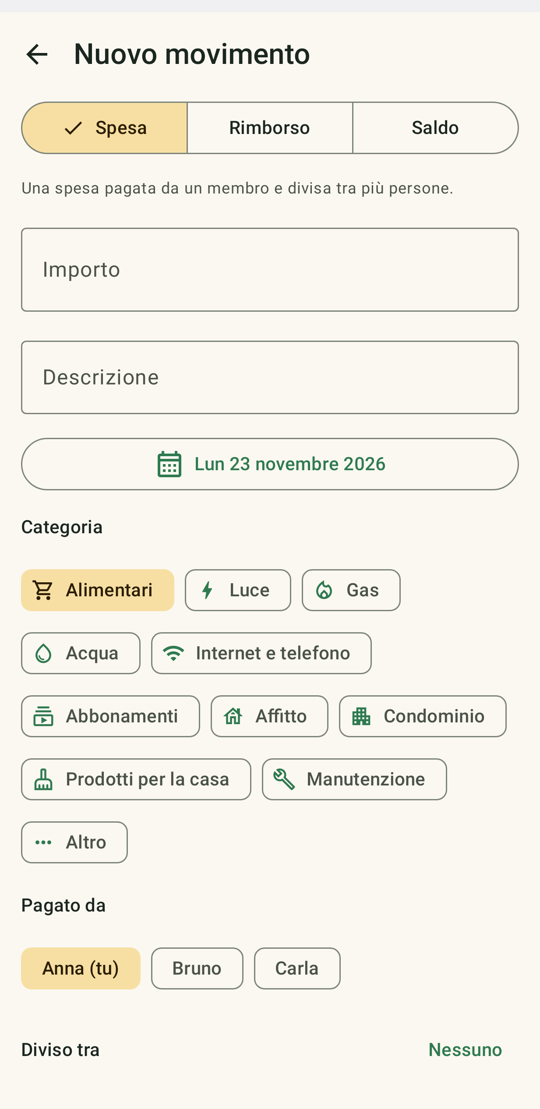 Nuovo movimento
Spesa Rimborso Saldo
Una spesa pagata da un membro e divisa tra più persone.
Importo
Descrizione
Lun 23 novembre 2026
Categoria
Alimentari Luce Gas
Acqua Internet e telefono
Abbonamenti Affitto Condominio
Prodotti per la casa Manutenzione
Altro
Pagato da
Anna (tu) Bruno Carla
Diviso tra Nessuno